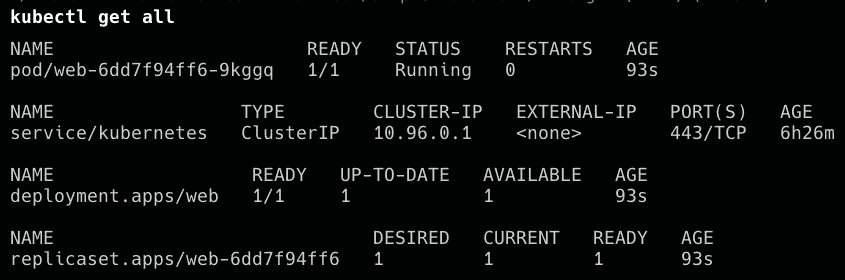 kubectl get all
NAME READY STATUS RESTARTS AGE
pod/web-6dd7f94ff6-9kggq 1/1 Running 0 93s
NAME TYPE CLUSTER-IP EXTERNAL-IP PORT(S) AGE
service/kubernetes ClusterIP 10.96.0.1 <none> 443/TCP 6h26m
NAME READY UP-TO-DATE AVAILABLE AGE
deployment.apps/web 1/1 1 1 93s
NAME DESIRED CURRENT READY AGE
replicaset.apps/web-6dd7f94ff6 1 1 1 93s